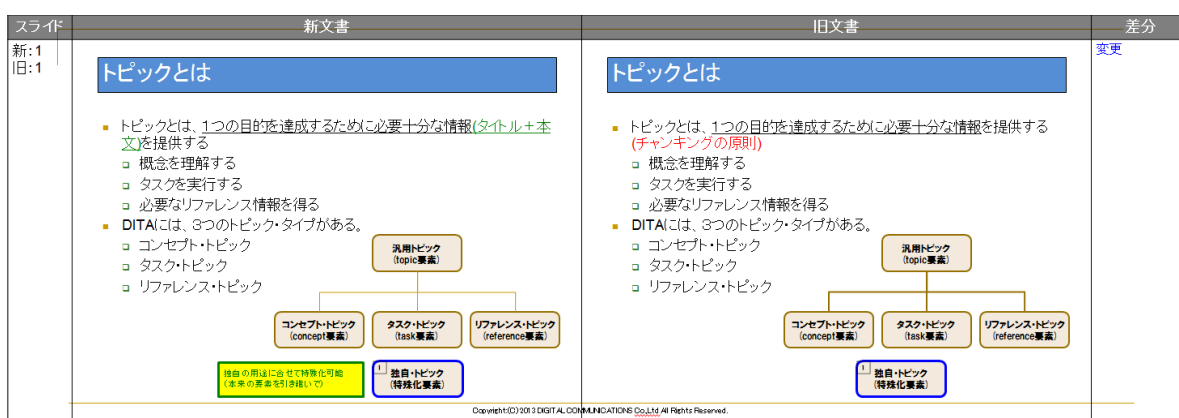 スライド 新文書 旧文書 差分
新:1
旧:1
トピックとは
トピックとは、1つの目的を達成するために必要十分な情報(タイトル+本
文)を提供する
概念を理解する
タスクを実行する
必要なリファレンス情報を得る
DITAには、3つのトピック・タイプがある。
コンセプト・トピック
タスク・トピック
リファレンス・トピック
汎用トピック
(topic要素)
コンセプト・トピック
(concept要素)
タスク・トピック
(task要素)
リファレンス・トピック
(reference要素)
独自の用途に合せて特殊化可能
(本来の要素を引き継いで)
1
独自・トピック
(特殊化要素)
トピックとは
トピックとは、1つの目的を達成するために必要十分な情報を提供する
(チャンキングの原則)
概念を理解する
タスクを実行する
必要なリファレンス情報を得る
DITAには、3つのトピック・タイプがある。
コンセプト・トピック
タスク・トピック
リファレンス・トピック
汎用トピック
(topic要素)
コンセプト・トピック
(concept要素)
タスク・トピック
(task要素)
リファレンス・トピック
(reference要素)
1
独自・トピック
(特殊化要素)
変更
Copyright(C)2013 DIGITAL COMMUNICATIONS Co.,Ltd. All Rights Reserved.